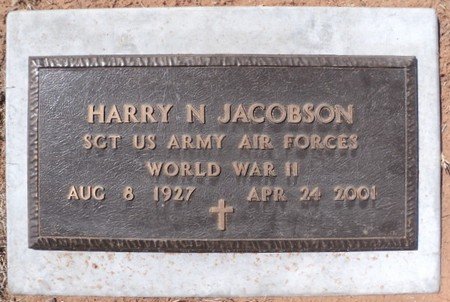 HARRY N JACOBSON
SGT US ARMY AIR FORCES
WORLD WAR II
AUG 8 1927 APR 24 2001